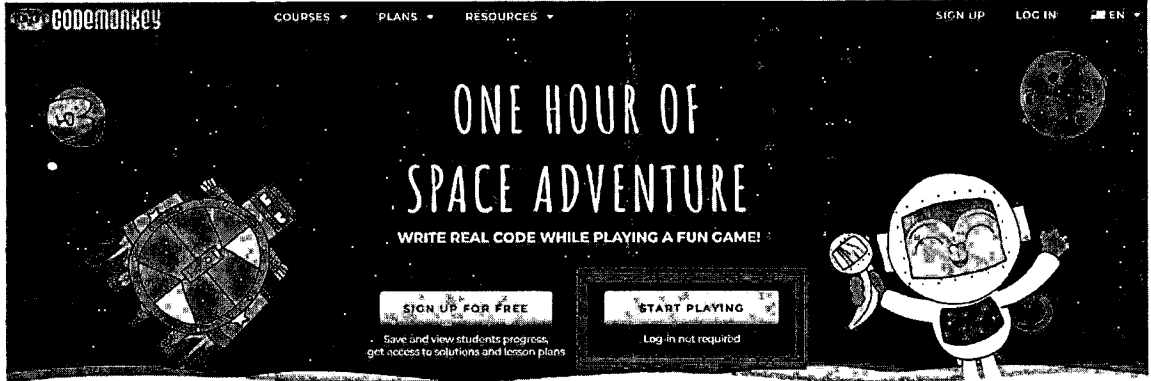 CODEMONKEY
COURSES PLANS RESOURCES SIGN UP LOG IN EN
ONE HOUR OF
SPACE ADVENTURE
WRITE REAL CODE WHILE PLAYING A FUN GAME!
SIGN UP FOR FREE
Save and view students progress,
get access to solutions and lesson plans
START PLAYING
Log-in not required